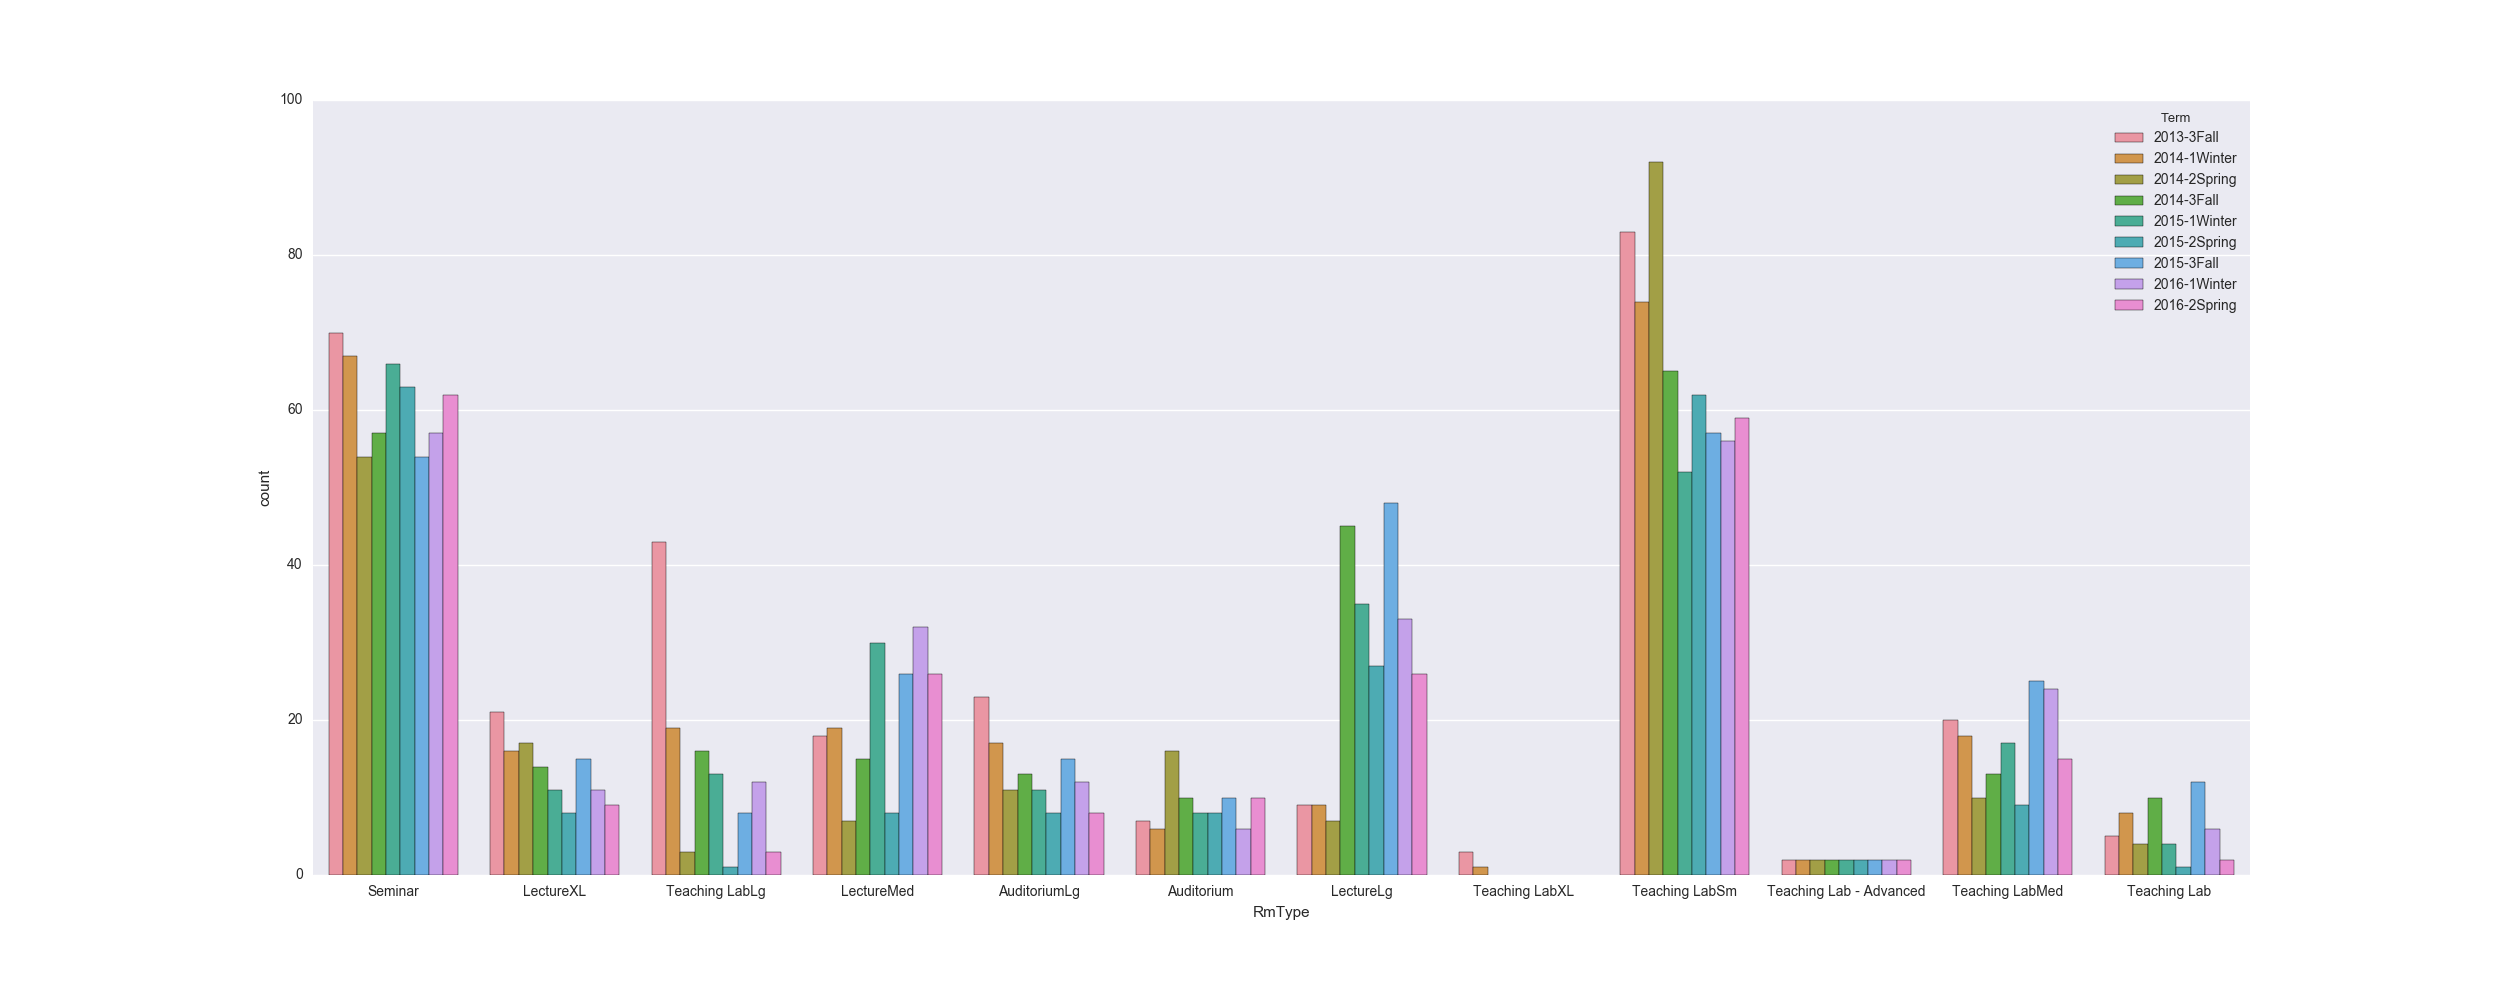 100
80
60
40
20
0
count
Term
2013-3Fall
2014-1Winter
2014-2Spring
2014-3Fall
2015-1Winter
2015-2Spring
2015-3Fall
2016-1Winter
2016-2Spring
Seminar LectureXL Teaching LabLg LectureMed AuditoriumLg Auditorium LectureLg Teaching LabXL Teaching LabSm Teaching Lab - Advanced Teaching LabMed Teaching Lab
RmType